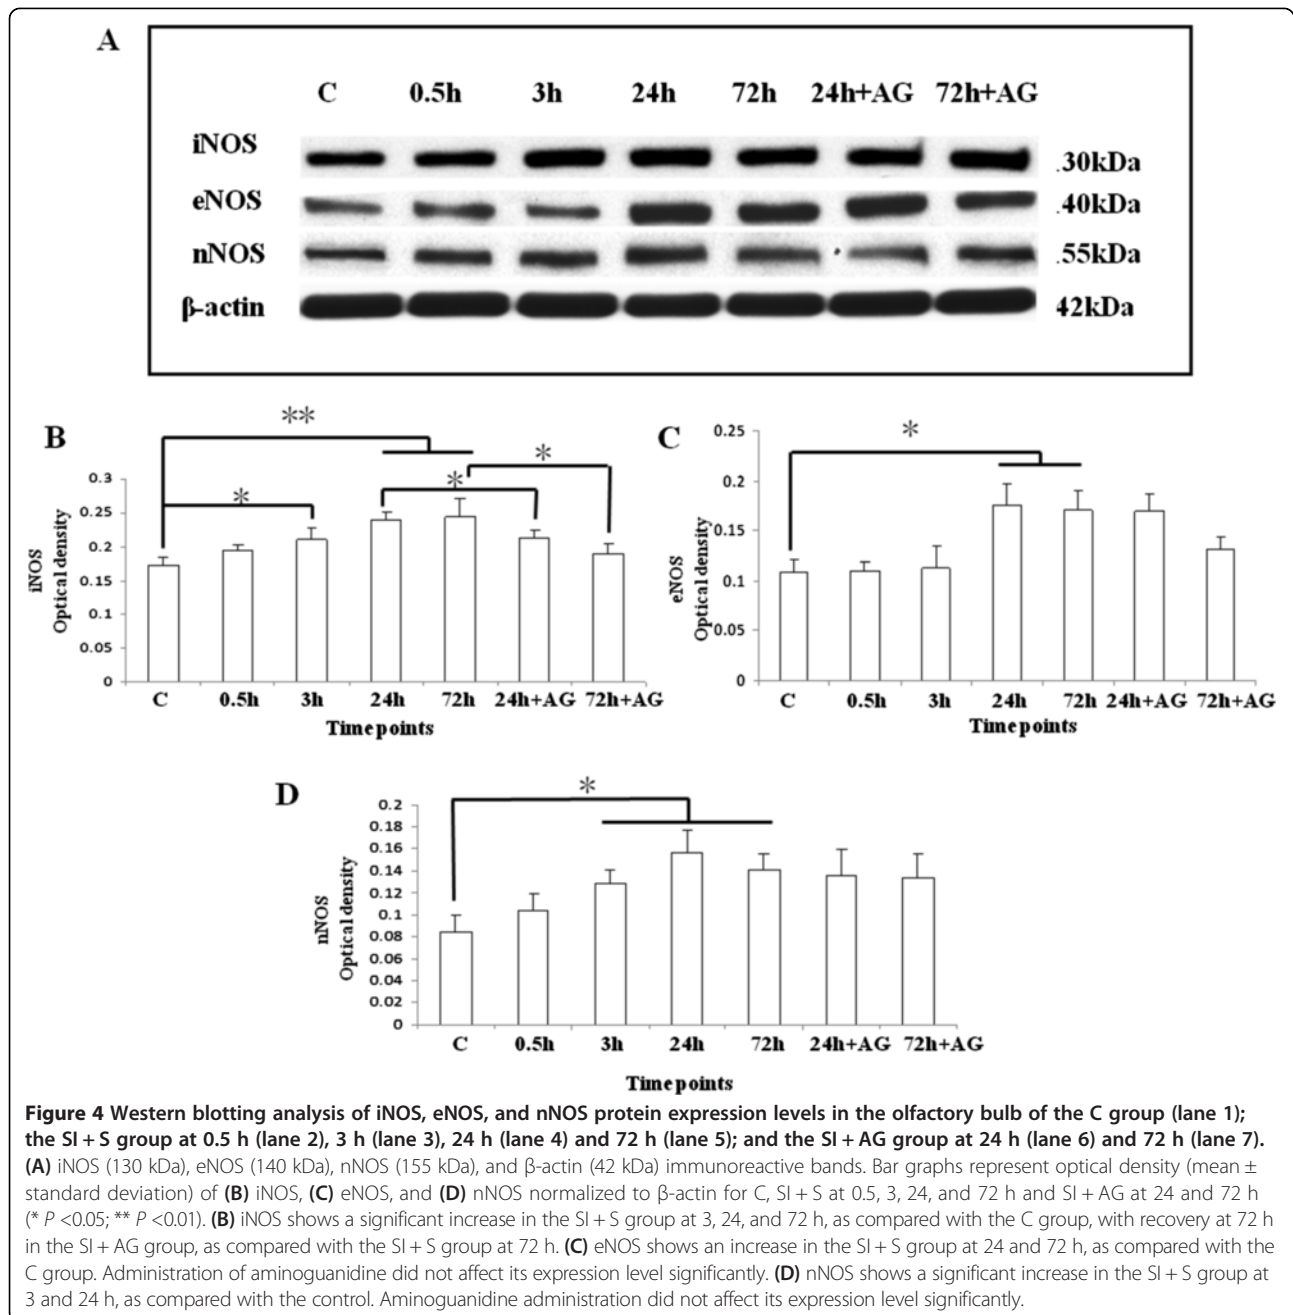 A
C 0.5h 3h 24h 72h 24h+AG 72h+AG
iNOS .30kDa
eNOS .40kDa
nNOS .55kDa
β-actin 42kDa
B
**
*
*
*
0.3
0.25
0.2
0.15
0.1
0.05
0
iNOS
Optical density
C 0.5h 3h 24h 72h 24h+AG 72h+AG
Time points
C
*
0.25
0.2
0.15
0.1
0.05
0
eNOS
Optical density
C 0.5h 3h 24h 72h 24h+AG 72h+AG
Time points
D
*
0.2
0.18
0.16
0.14
0.12
0.1
0.08
0.06
0.04
0.02
0
nNOS
Optical density
C 0.5h 3h 24h 72h 24h+AG 72h+AG
Time points
Figure 4 Western blotting analysis of iNOS, eNOS, and nNOS protein expression levels in the olfactory bulb of the C group (lane 1);
the SI + S group at 0.5 h (lane 2), 3 h (lane 3), 24 h (lane 4) and 72 h (lane 5); and the SI + AG group at 24 h (lane 6) and 72 h (lane 7).
(A) iNOS (130 kDa), eNOS (140 kDa), nNOS (155 kDa), and β-actin (42 kDa) immunoreactive bands. Bar graphs represent optical density (mean ±
standard deviation) of (B) iNOS, (C) eNOS, and (D) nNOS normalized to β-actin for C, SI + S at 0.5, 3, 24, and 72 h and SI + AG at 24 and 72 h
(* P <0.05; ** P <0.01). (B) iNOS shows a significant increase in the SI + S group at 3, 24, and 72 h, as compared with the C group, with recovery at 72 h
in the SI + AG group, as compared with the SI + S group at 72 h. (C) eNOS shows an increase in the SI + S group at 24 and 72 h, as compared with the
C group. Administration of aminoguanidine did not affect its expression level significantly. (D) nNOS shows a significant increase in the SI + S group at
3 and 24 h, as compared with the control. Aminoguanidine administration did not affect its expression level significantly.